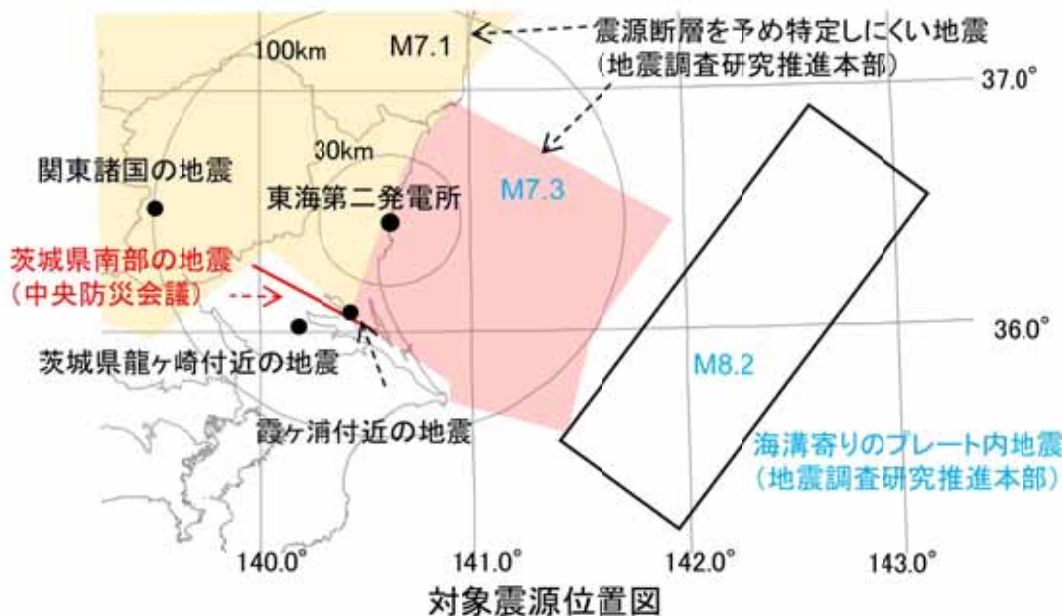 震源断層を予め特定しにくい地震
(地震調査研究推進本部)
M7.1
100km
37.0°
30km
関東諸国の地震
東海第二発電所
M7.3
茨城県南部の地震
(中央防災会議)
36.0°
茨城県龍ヶ崎付近の地震
M8.2
霞ヶ浦付近の地震
海溝寄りのプレート内地震
(地震調査研究推進本部)
140.0°
141.0°
142.0°
143.0°
対象震源位置図